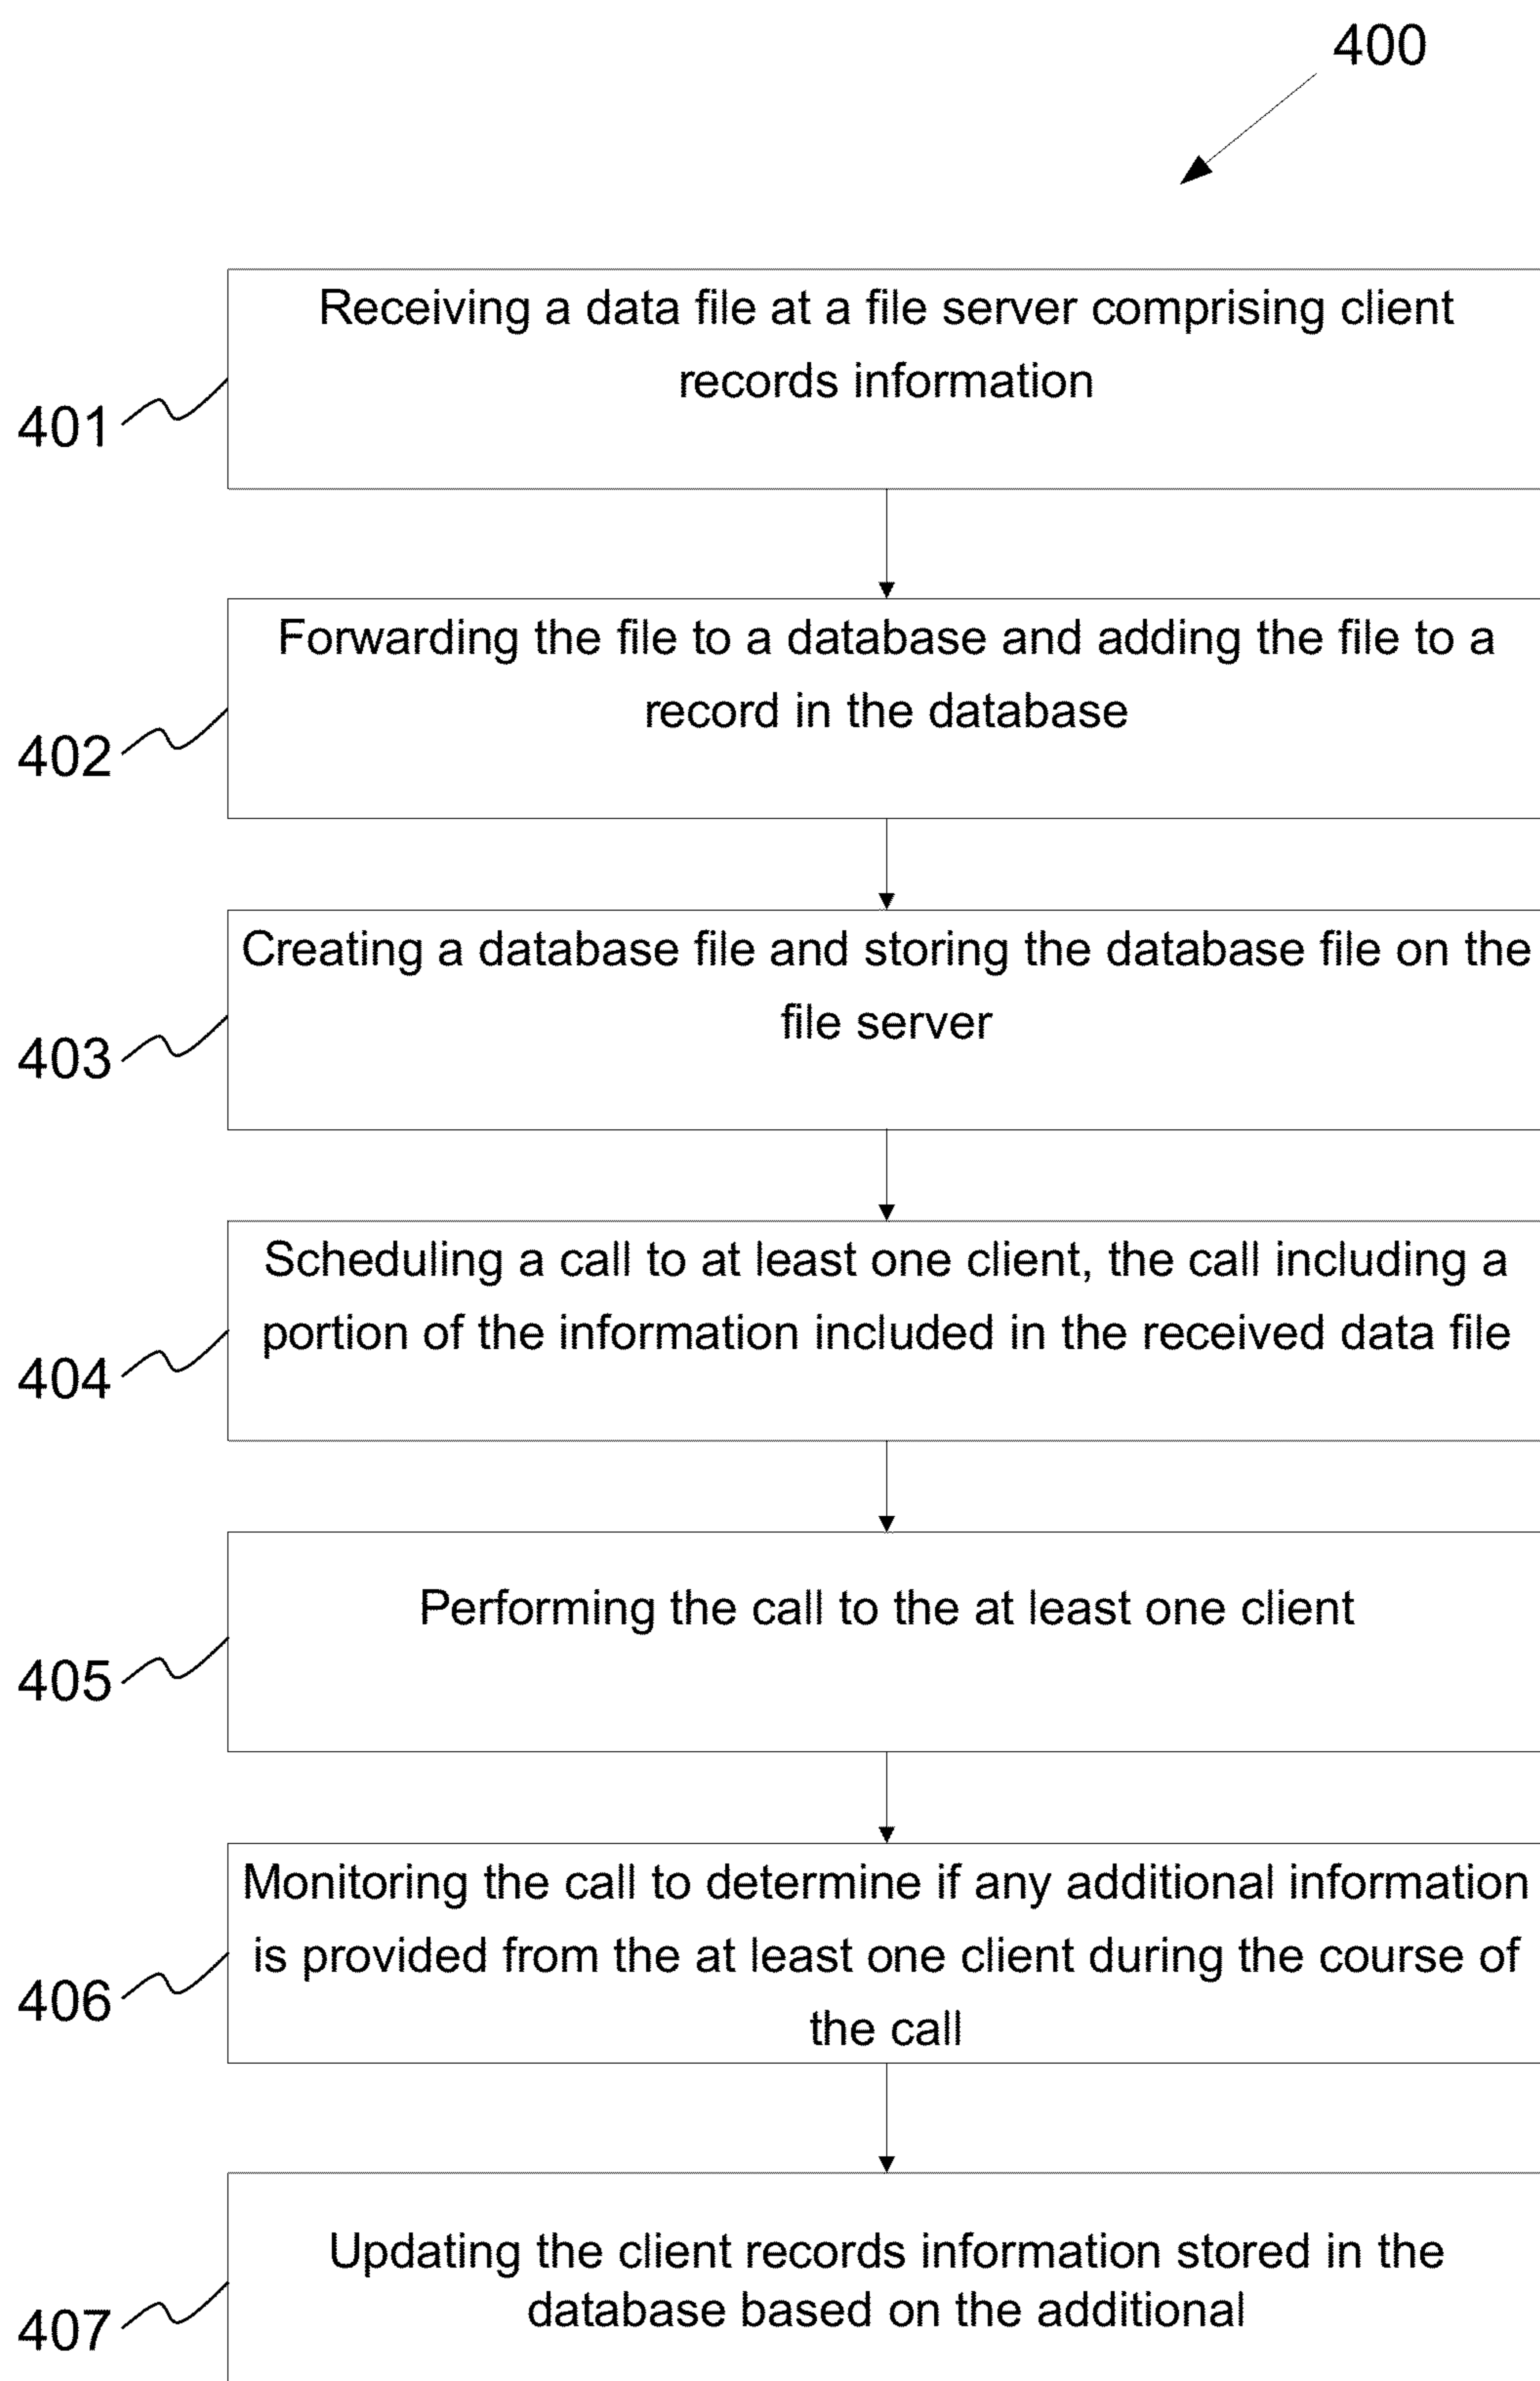 400
Receiving a data file at a file server comprising client
records information
401
Forwarding the file to a database and adding the file to a
record in the database
402
Creating a database file and storing the database file on the
file server
403
Scheduling a call to at least one client, the call including a
portion of the information included in the received data file
404
Performing the call to the at least one client
405
Monitoring the call to determine if any additional information
is provided from the at least one client during the course of
the call
406
Updating the client records information stored in the
database based on the additional
407